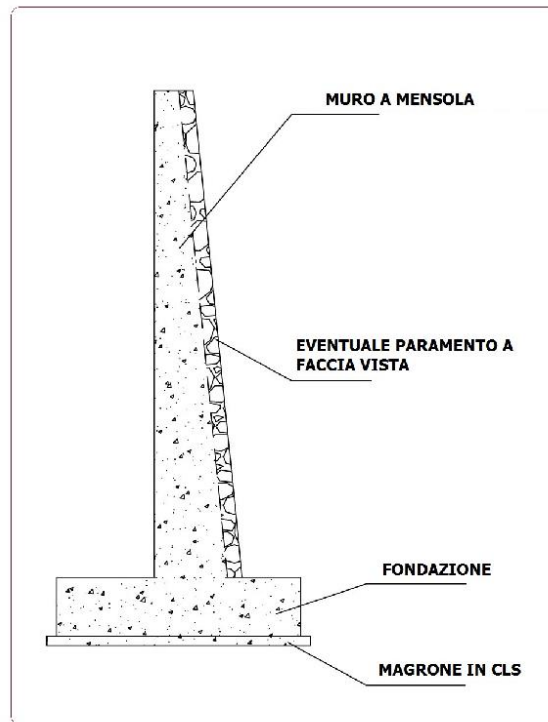 MURO A MENSOLA
EVENTUALE PARAMENTO A
FACCIA VISTA
FONDAZIONE
MAGRONE IN CLS